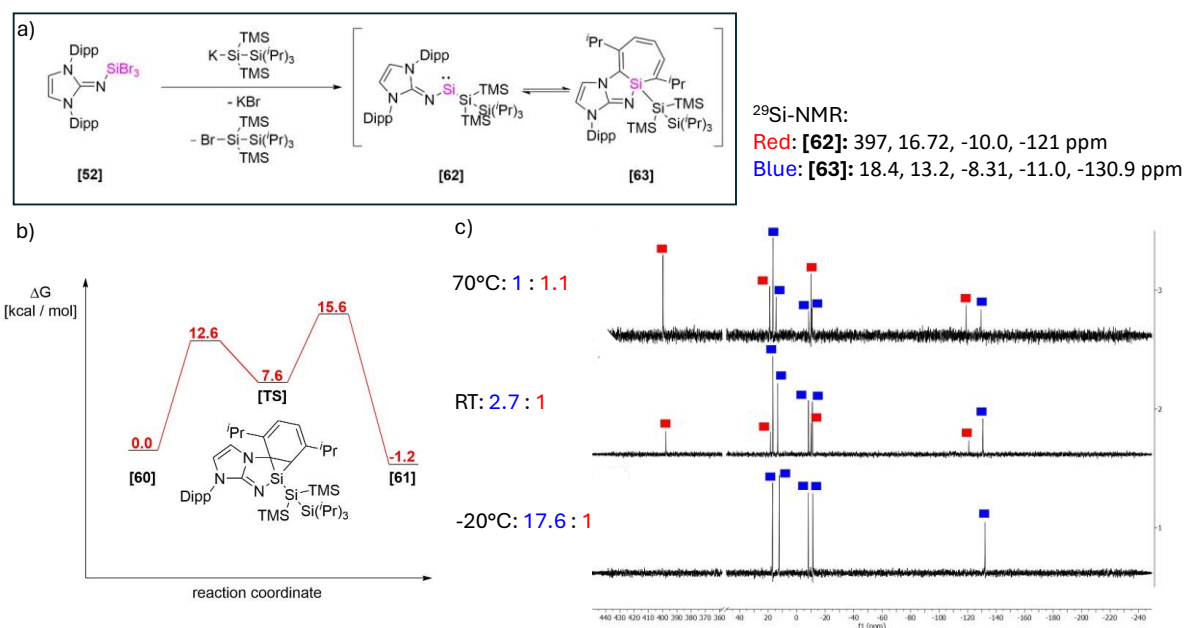 a)
Dipp
N
SiBr3
N
N
Dipp
[52]
TMS
K-Si-Si(iPr)3
TMS
- KBr
TMS
- Br-Si-Si(iPr)3
TMS
Dipp
N
N
N
Si
Si
TMS
Si(iPr)3
TMS
Dipp
[62]
iPr
iPr
N
Si
N
N
Si
TMS
TMS
Si(iPr)3
Dipp
[63]
29Si-NMR:
Red: [62]: 397, 16.72, -10.0, -121 ppm
Blue: [63]: 18.4, 13.2, -8.31, -11.0, -130.9 ppm
b)
ΔG
[kcal / mol]
0.0
[60]
12.6
7.6
[TS]
15.6
-1.2
[61]
iPr
iPr
N
N
Dipp
N
Si
Si
TMS
TMS
Si(iPr)3
reaction coordinate
c)
70°C: 1 : 1.1
RT: 2.7 : 1
-20°C: 17.6 : 1
3
2
1
440 430 420 410 400 390 380 370 360 40 20 0 -20 -40 -60 -80 -100 -120 -140 -160 -180 -200 -220 -240
f1 (ppm)